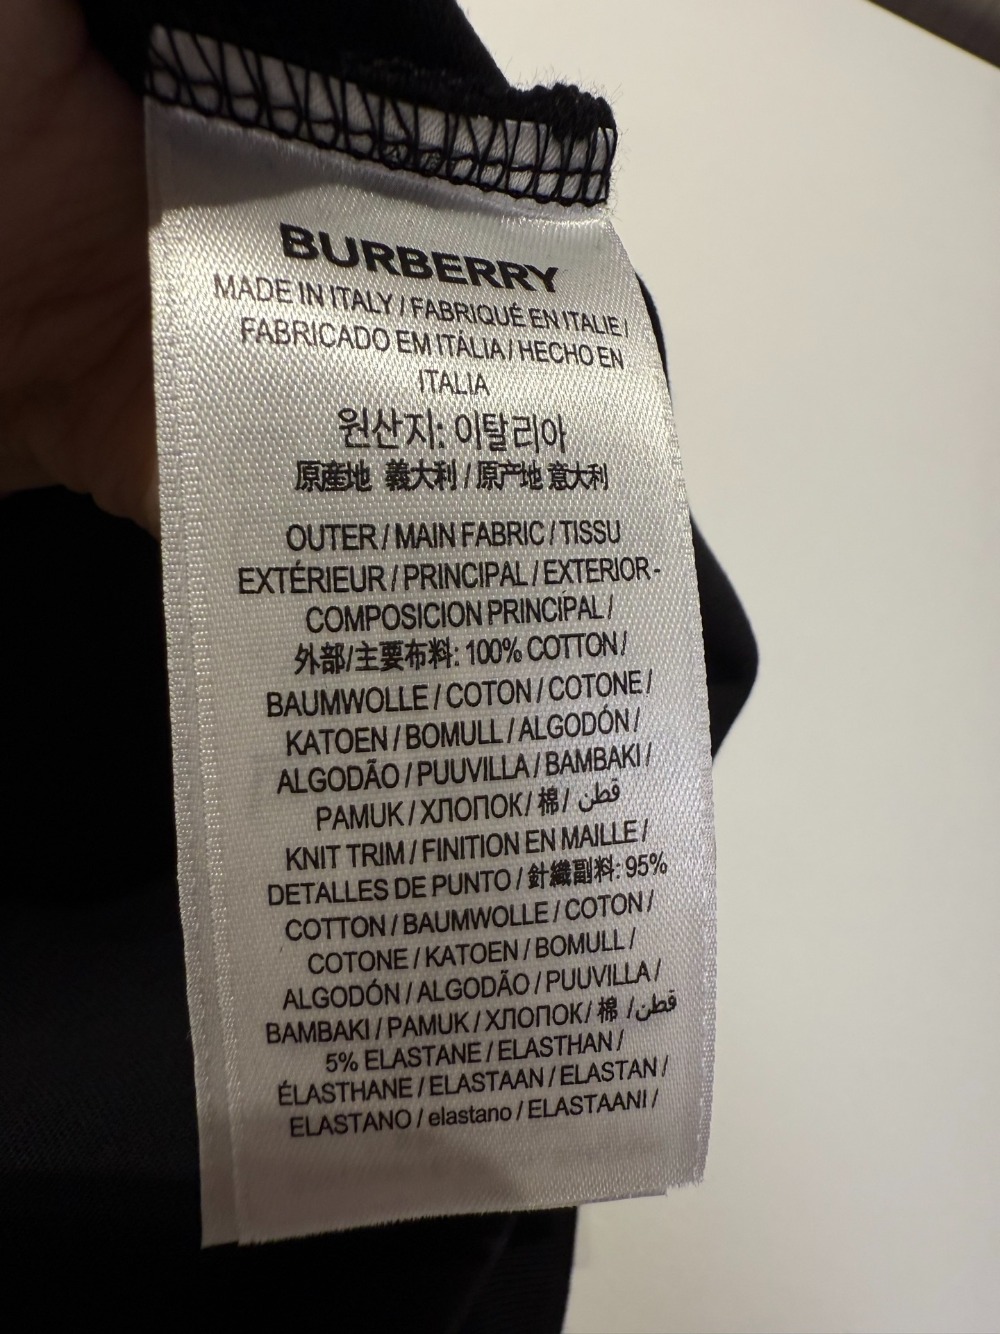 BURBERRY
MADE IN ITALY / FABRIQUÉ EN ITALIE /
FABRICADO EM ITÁLIA / HECHO EN
ITALIA
원산지: 이탈리아
原産地 義大利 / 原产地 意大利
OUTER / MAIN FABRIC / TISSU
EXTÉRIEUR / PRINCIPAL / EXTERIOR -
COMPOSICION PRINCIPAL /
外部/主要布料: 100% COTTON /
BAUMWOLLE / COTON / COTONE /
KATOEN / BOMULL / ALGODÓN /
ALGODÃO / PUUVILLA / BAMBAKI /
PAMUK / ХЛОПОК / 棉 / قطن
KNIT TRIM / FINITION EN MAILLE /
DETALLES DE PUNTO / 針織副料: 95%
COTTON / BAUMWOLLE / COTON /
COTONE / KATOEN / BOMULL /
ALGODÓN / ALGODÃO / PUUVILLA /
BAMBAKI / PAMUK / ХЛОПОК / 棉 / قطن
5% ELASTANE / ELASTHAN /
ÉLASTHANE / ELASTAAN / ELASTAN /
ELASTANO / elastano / ELASTAANI /